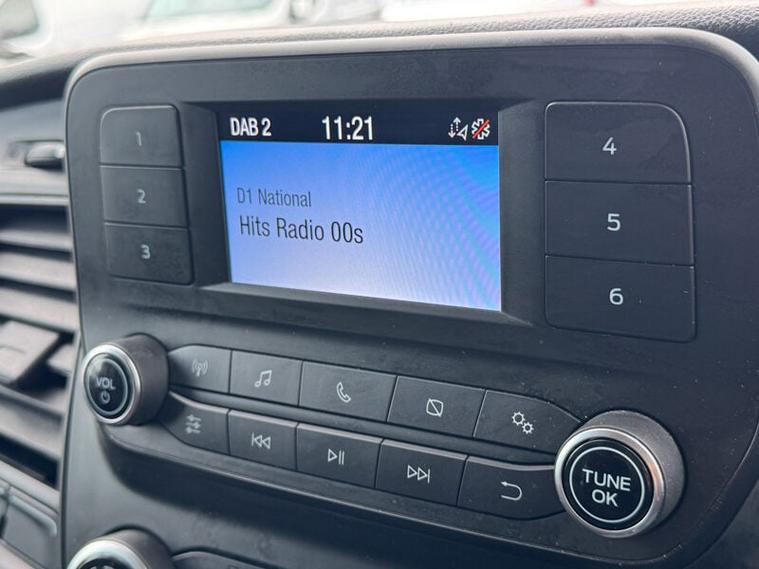 DAB 2 11:21
D1 National
Hits Radio 00s
1
2
3
4
5
6
VOL
TUNE
OK